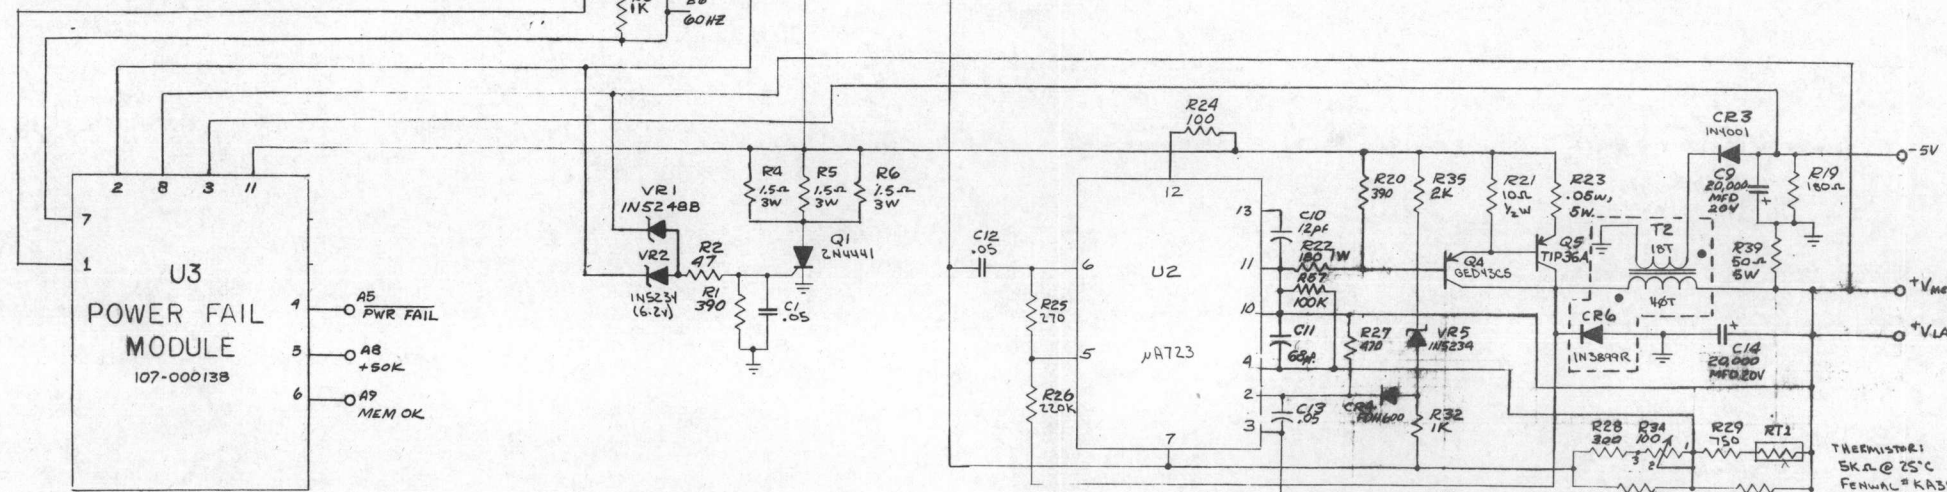 1K
60HZ
2
8
3
11
7
1
U3
POWER FAIL
MODULE
107-000138
4
A5
PWR FAIL
5
A8
+50K
6
A9
MEM OK
VR1
1N5248B
VR2
1N5234
(6.2V)
R2
47
R1
390
C1
.05
R4
1.5Ω
3W
R5
1.5Ω
3W
R6
1.5Ω
3W
Q1
2N4441
C12
.05
R25
270
R26
220K
R24
100
12
6
5
7
U2
μA723
13
11
10
4
2
3
C10
12pf
R22
180 1W
100K
C11
68pf
C13
.05
R20
390
R27
470
R35
2K
VR5
1N5234
R32
1K
Q4
GED43C5
R21
10Ω
½W
R23
.05W,
5W
Q5
TIP36A
T2
18T
40T
CR6
1N3899R
CR3
1N4001
C9
20,000
MFD
20V
R19
180Ω
R39
50Ω
5W
C14
20,000
MFD 20V
-5V
R28
300
R34
100
1
2
3
R29
750
RT1
THERMISTOR:
5KΩ @ 25°C